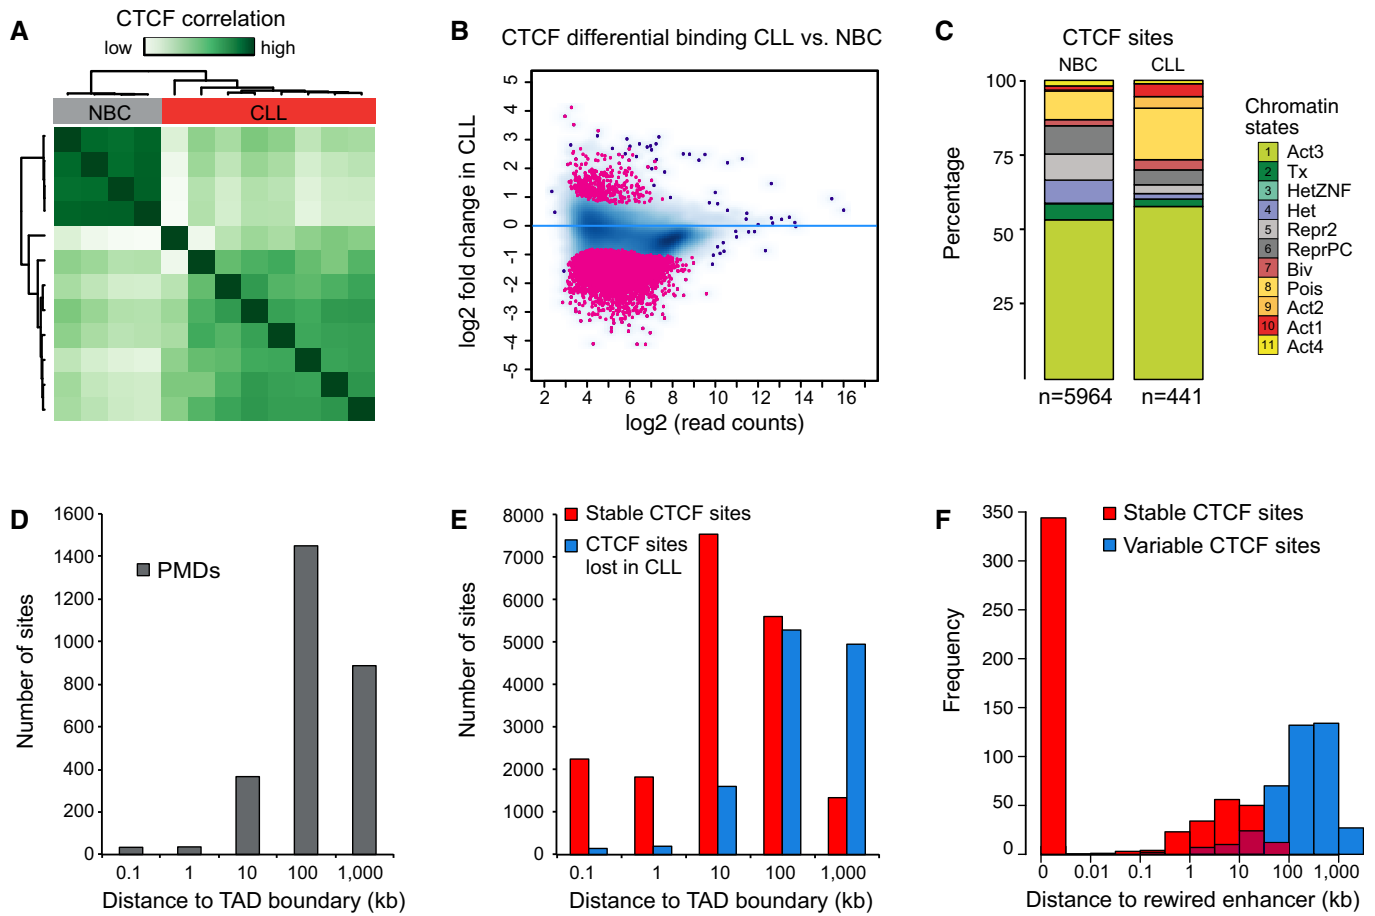 A
CTCF correlation
low
high
NBC
CLL
B
CTCF differential binding CLL vs. NBC
log2 fold change in CLL
5
4
3
2
1
0
-1
-2
-3
-4
-5
2 4 6 8 10 12 14 16
log2 (read counts)
C
CTCF sites
NBC CLL
Percentage
100
75
50
25
n=5964 n=441
Chromatin
states
1 Act3
2 Tx
3 HetZNF
4 Het
5 Repr2
6 ReprPC
7 Biv
8 Pois
9 Act2
10 Act1
11 Act4
D
Number of sites
1600
1400
1200
1000
800
600
400
200
0
PMDs
0.1 1 10 100 1,000
Distance to TAD boundary (kb)
E
Number of sites
8000
7000
6000
5000
4000
3000
2000
1000
0
Stable CTCF sites
CTCF sites
lost in CLL
0.1 1 10 100 1,000
Distance to TAD boundary (kb)
F
Frequency
350
300
250
200
150
100
50
0
Stable CTCF sites
Variable CTCF sites
0 0.01 0.1 1 10 100 1,000
Distance to rewired enhancer (kb)